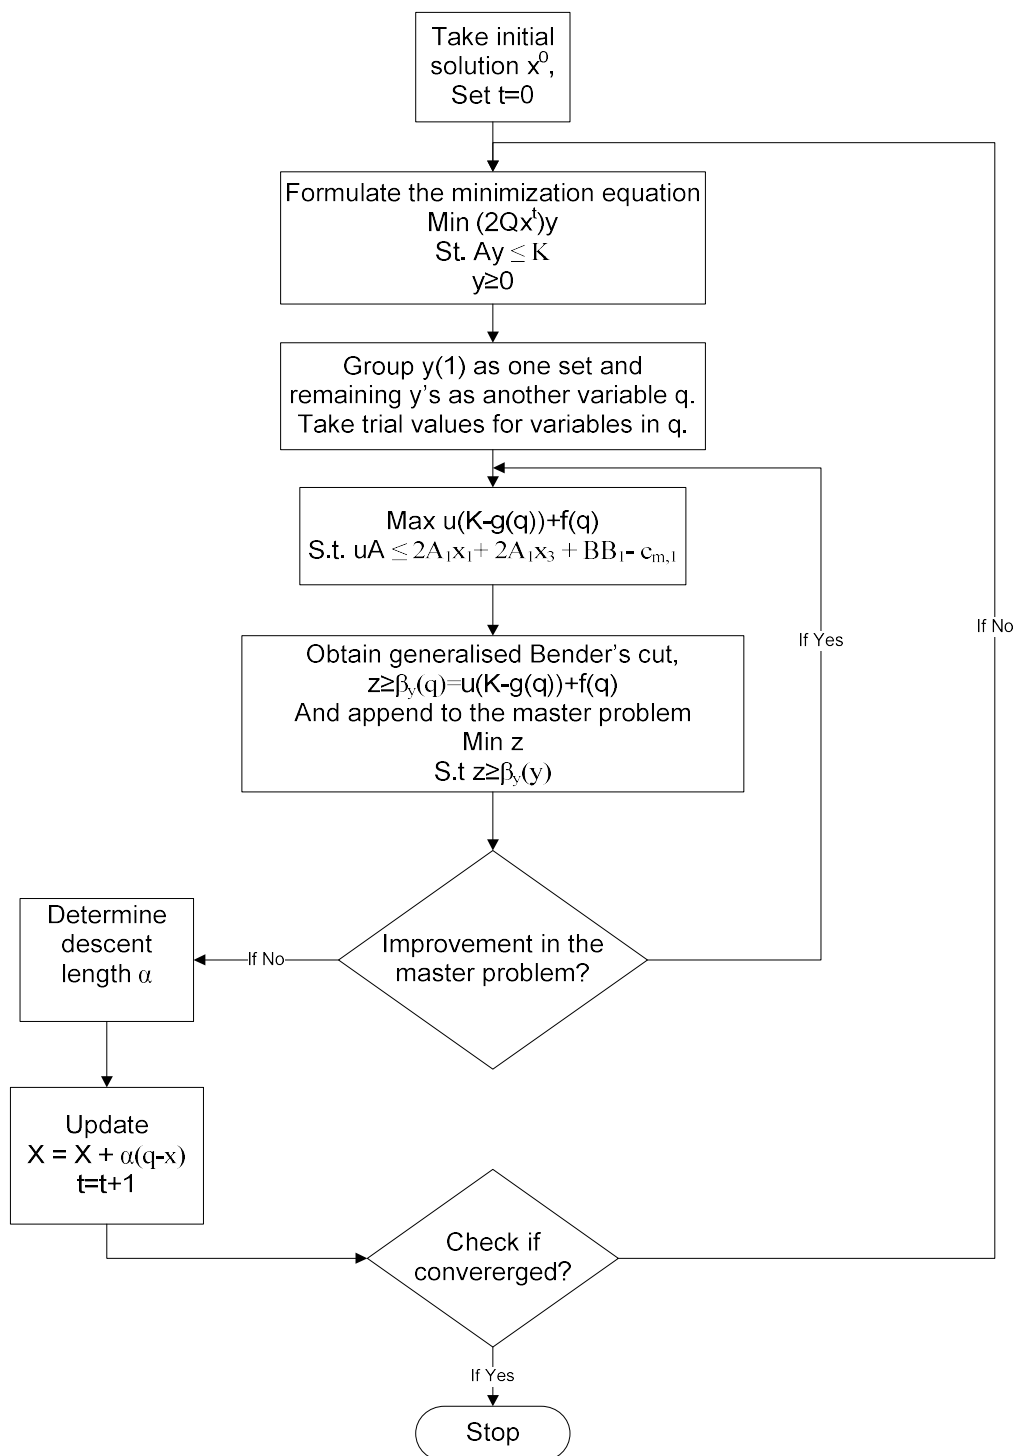 Take initial
solution x⁰,
Set t=0
Formulate the minimization equation
Min (2Qxᵗ)y
St. Ay ≤ K
y≥0
Group y(1) as one set and
remaining y's as another variable q.
Take trial values for variables in q.
Max u(K-g(q))+f(q)
S.t. uA ≤ 2A₁x₁+ 2A₁x₃ + BB₁- cₘ,₁
If Yes
If No
Obtain generalised Bender's cut,
z≥βᵧ(q)=u(K-g(q))+f(q)
And append to the master problem
Min z
S.t z≥βᵧ(y)
Improvement in the
master problem?
If No
Determine
descent
length α
Update
X = X + α(q-x)
t=t+1
Check if
convererged?
If Yes
Stop